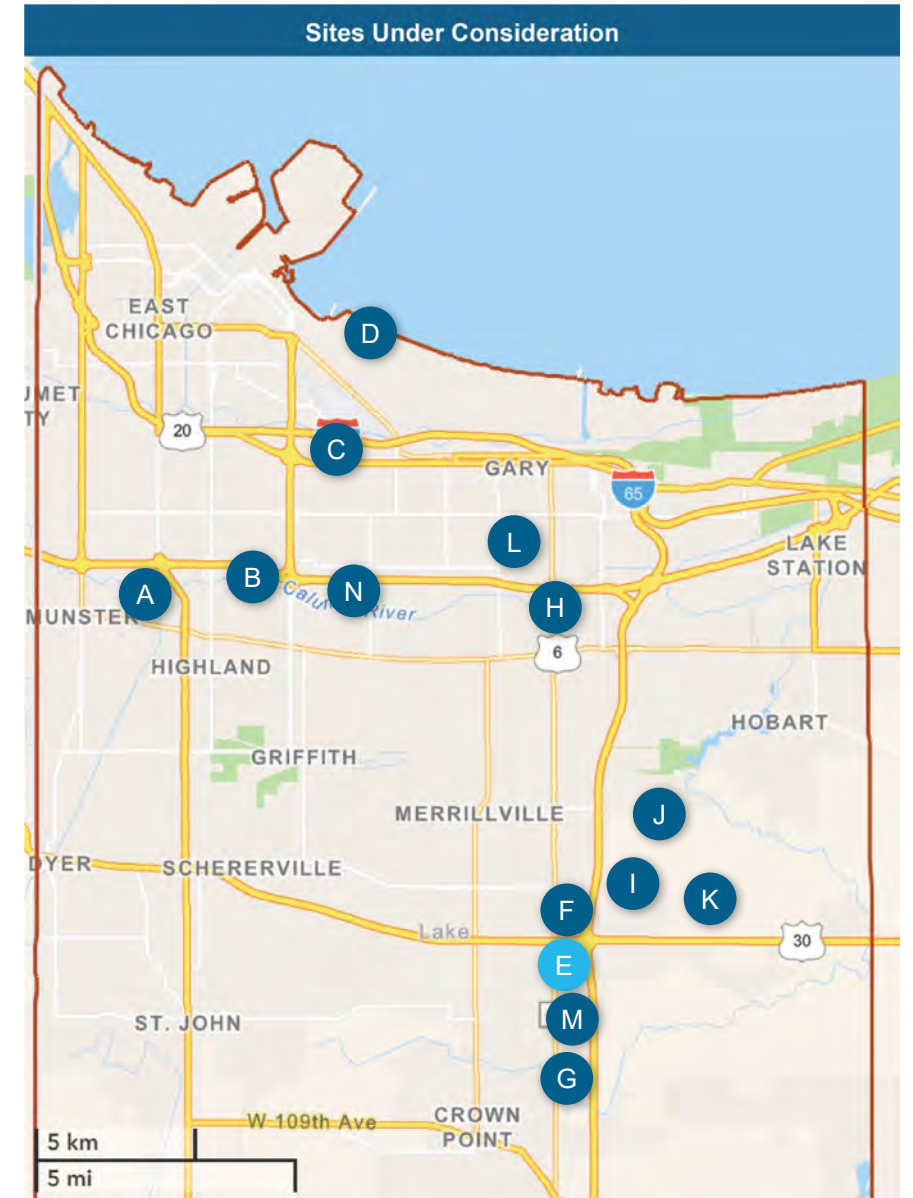 Sites Under Consideration
EAST
CHICAGO
D
UMET
TY
20
C
GARY
65
L
LAKE
STATION
B
A
N
Calu
River
H
MUNSTER
6
HIGHLAND
HOBART
GRIFFITH
MERRILLVILLE
J
DYER
SCHERERVILLE
I
K
F
Lake
30
E
M
ST. JOHN
G
W 109th Ave
CROWN
POINT
5 km
5 mi